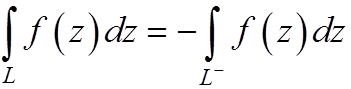 ∫_L f(z)dz = -∫_{L^-} f(z)dz